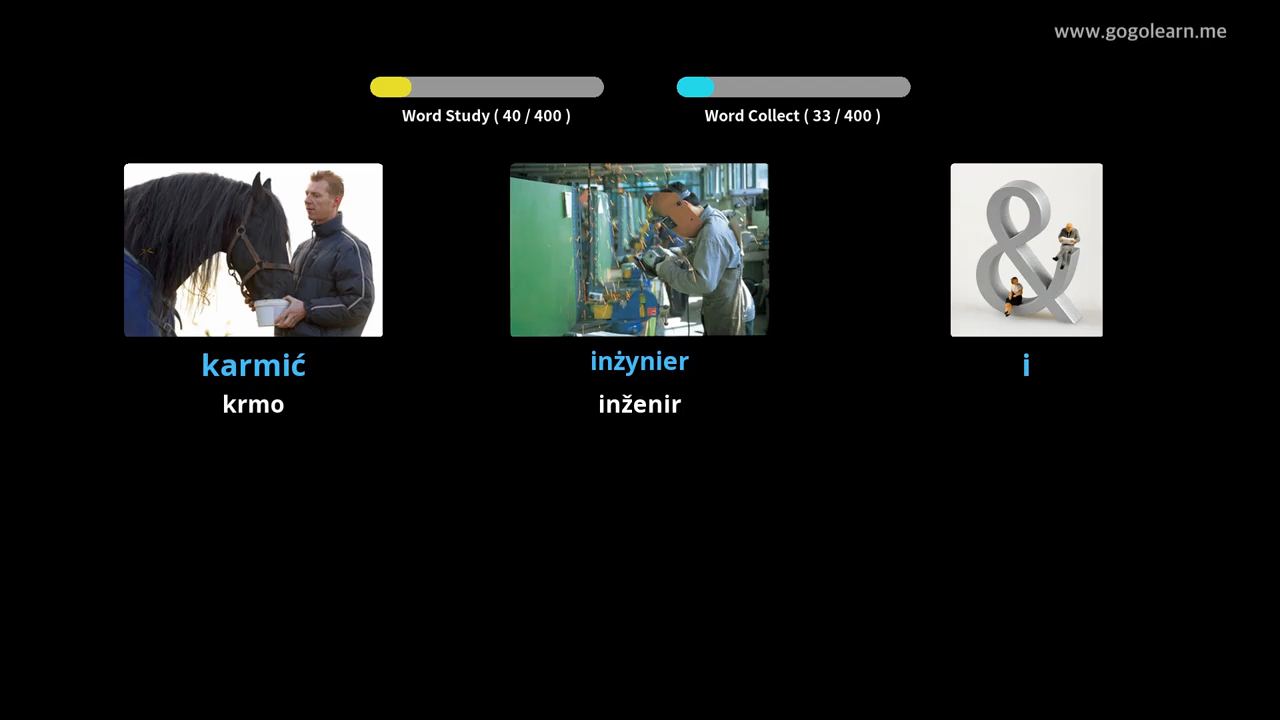 www.gogolearn.me
Word Study ( 40 / 400 )
Word Collect ( 33 / 400 )
karmić
inżynier
i
krmo
inženir